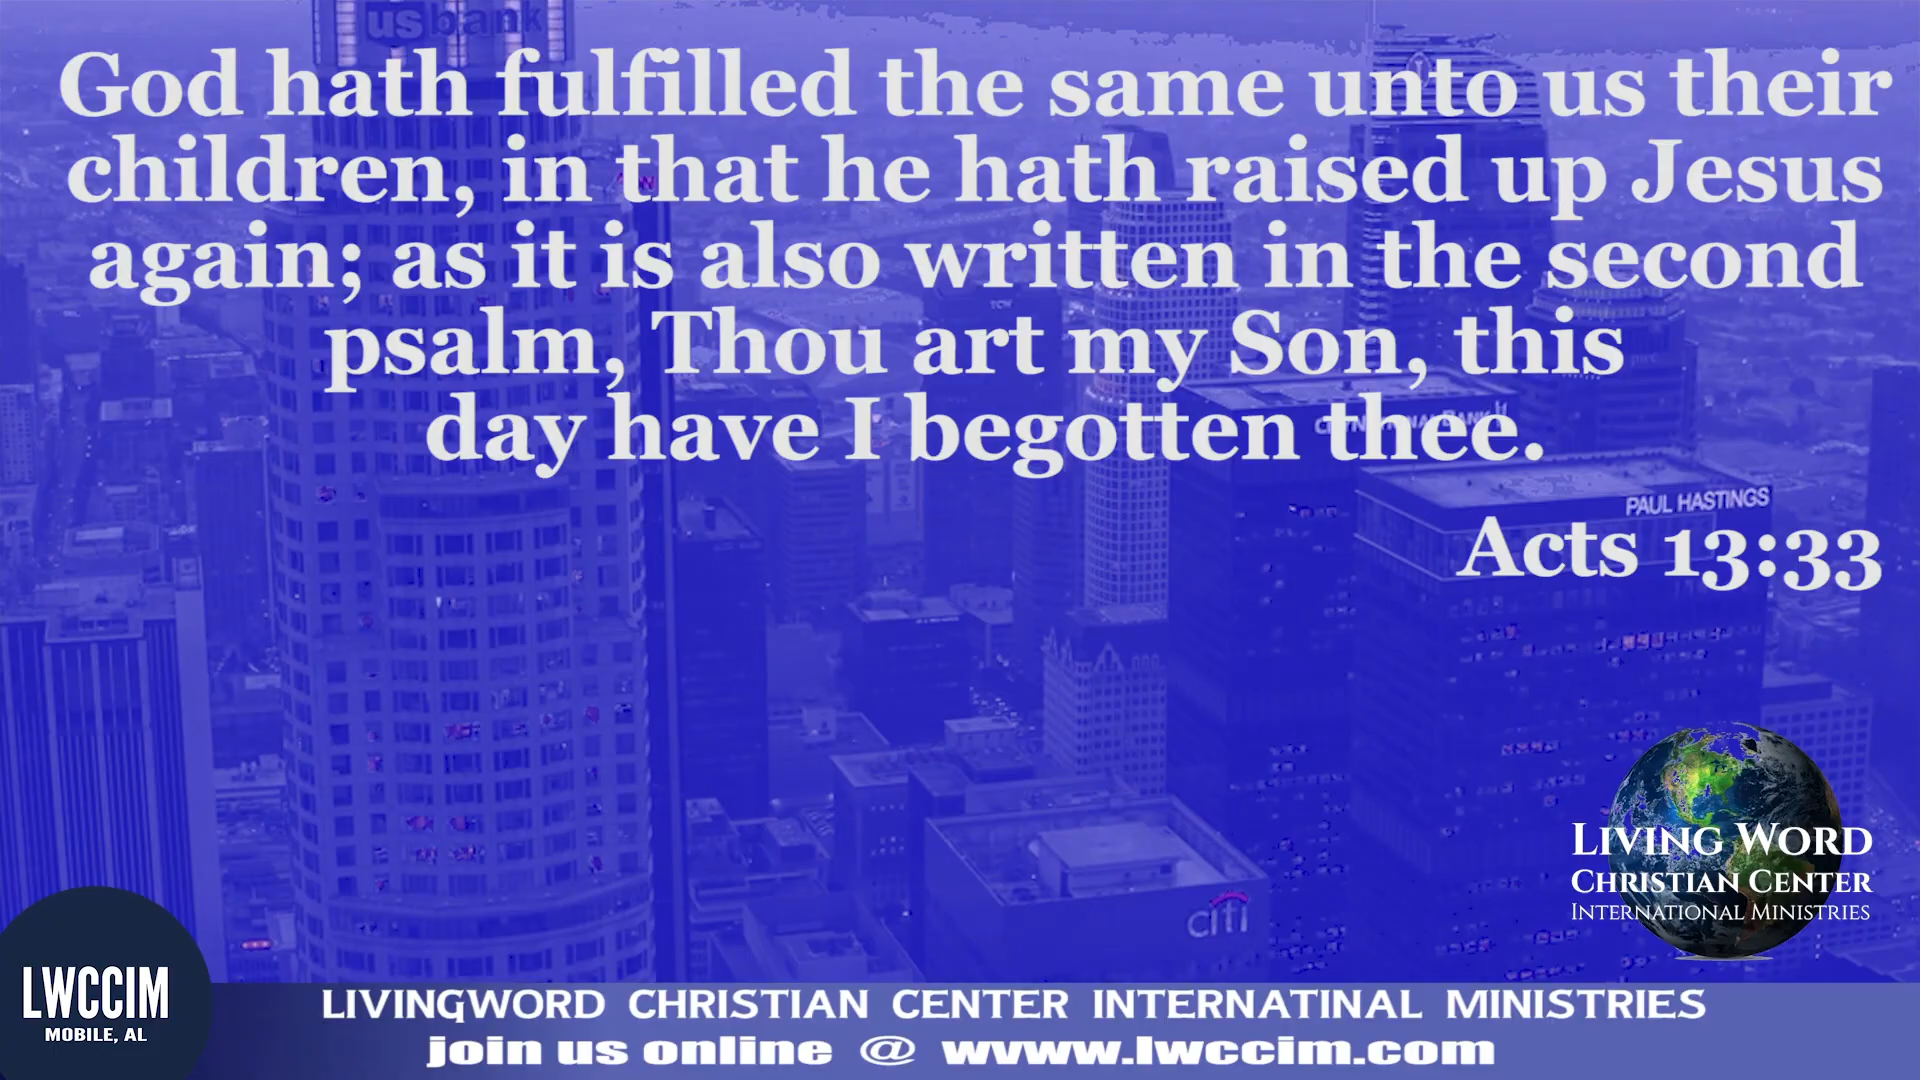 usbank
God hath fulfilled the same unto us their
children, in that he hath raised up Jesus
again; as it is also written in the second
psalm, Thou art my Son, this
day have I begotten thee.
PAUL HASTINGS
Acts 13:33
citi
LIVING WORD
CHRISTIAN CENTER
INTERNATIONAL MINISTRIES
LWCCIM
MOBILE, AL
LIVINGWORD CHRISTIAN CENTER INTERNATINAL MINISTRIES
join us online @ www.lwccim.com